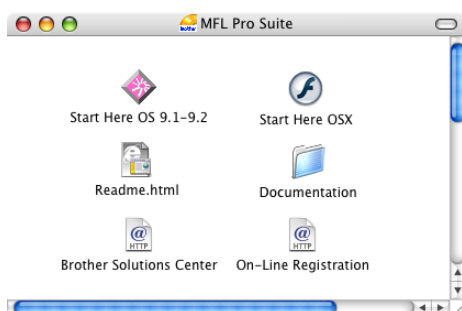 MFL Pro Suite
Start Here OS 9.1-9.2
Start Here OSX
Readme.html
Documentation
@
HTTP
@
HTTP
Brother Solutions Center
On-Line Registration